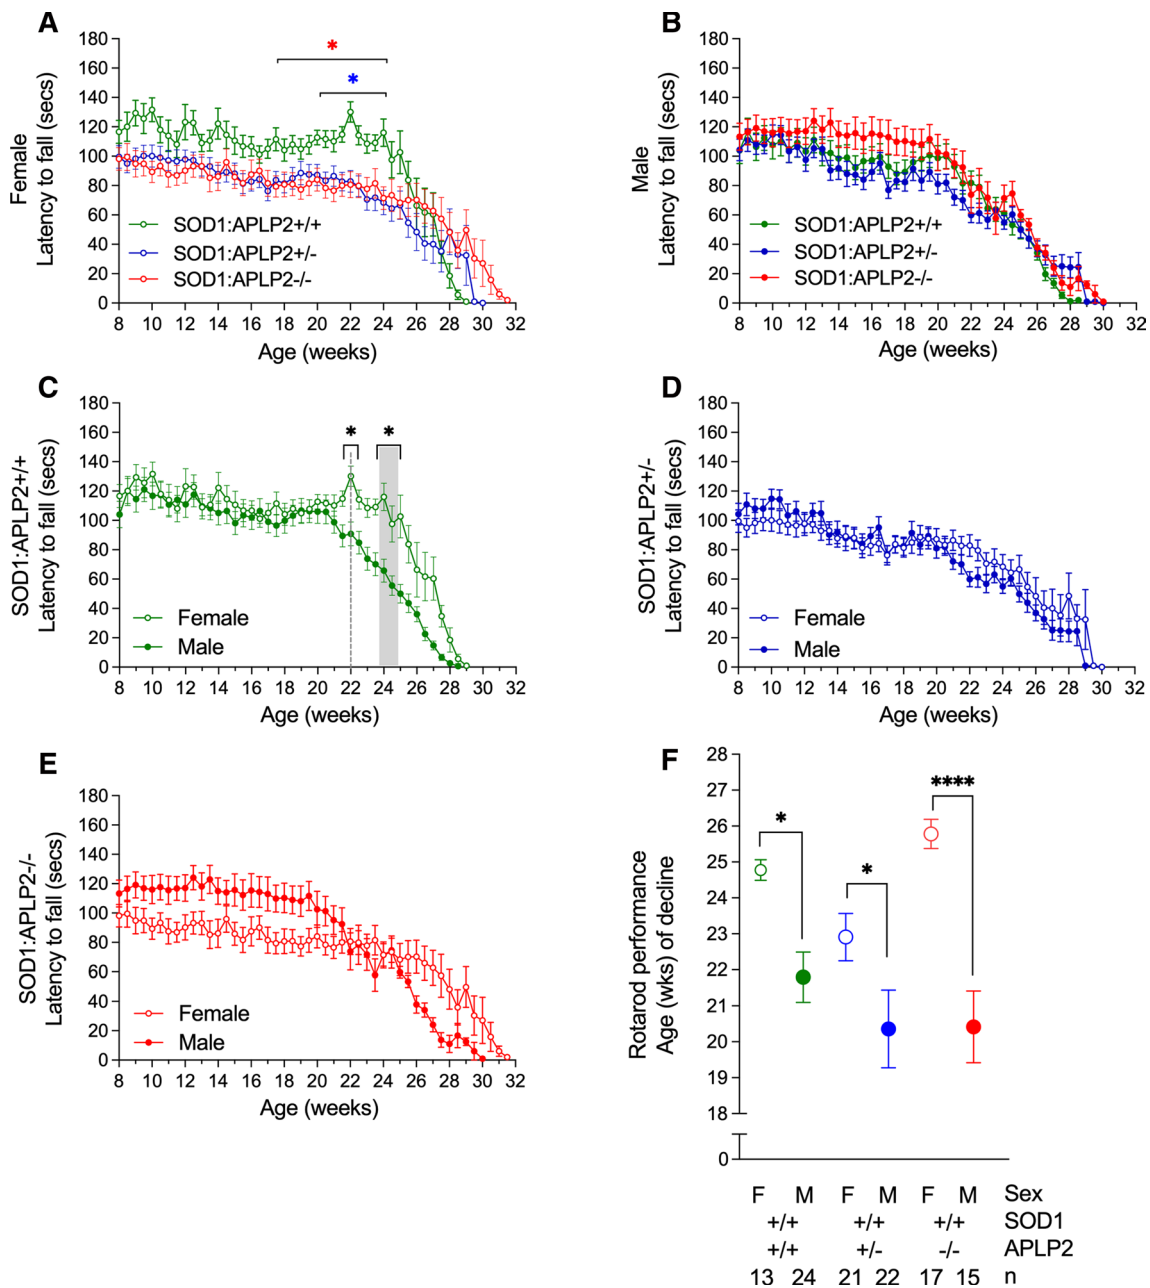 A
Female
Latency to fall (secs)
180
160
140
120
100
80
60
40
20
0
*
*
SOD1:APLP2+/+
SOD1:APLP2+/-
SOD1:APLP2-/-
8 10 12 14 16 18 20 22 24 26 28 30 32
Age (weeks)
B
Male
Latency to fall (secs)
180
160
140
120
100
80
60
40
20
0
SOD1:APLP2+/+
SOD1:APLP2+/-
SOD1:APLP2-/-
8 10 12 14 16 18 20 22 24 26 28 30 32
Age (weeks)
C
SOD1:APLP2+/+
Latency to fall (secs)
180
160
140
120
100
80
60
40
20
0
* *
Female
Male
8 10 12 14 16 18 20 22 24 26 28 30 32
Age (weeks)
D
SOD1:APLP2+/-
Latency to fall (secs)
180
160
140
120
100
80
60
40
20
0
Female
Male
8 10 12 14 16 18 20 22 24 26 28 30 32
Age (weeks)
E
SOD1:APLP2-/-
Latency to fall (secs)
180
160
140
120
100
80
60
40
20
0
Female
Male
8 10 12 14 16 18 20 22 24 26 28 30 32
Age (weeks)
F
Rotarod performance
Age (wks) of decline
28
27
26
25
24
23
22
21
20
19
18
0
*
*
****
F M F M F M Sex
+/+ +/+ +/+ SOD1
+/+ +/- -/- APLP2
13 24 21 22 17 15 n